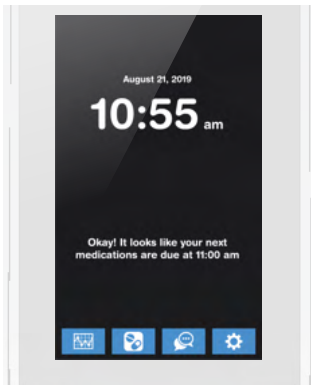 August 21, 2019
10:55 am
Okay! It looks like your next
medications are due at 11:00 am